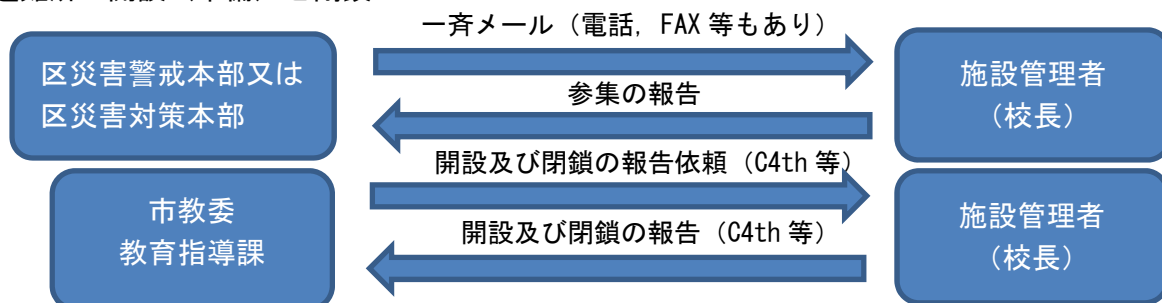 一斉メール（電話，FAX 等もあり）
区災害警戒本部又は
区災害対策本部
施設管理者
（校長）
参集の報告
開設及び閉鎖の報告依頼（C4th 等）
市教委
教育指導課
施設管理者
（校長）
開設及び閉鎖の報告（C4th 等）